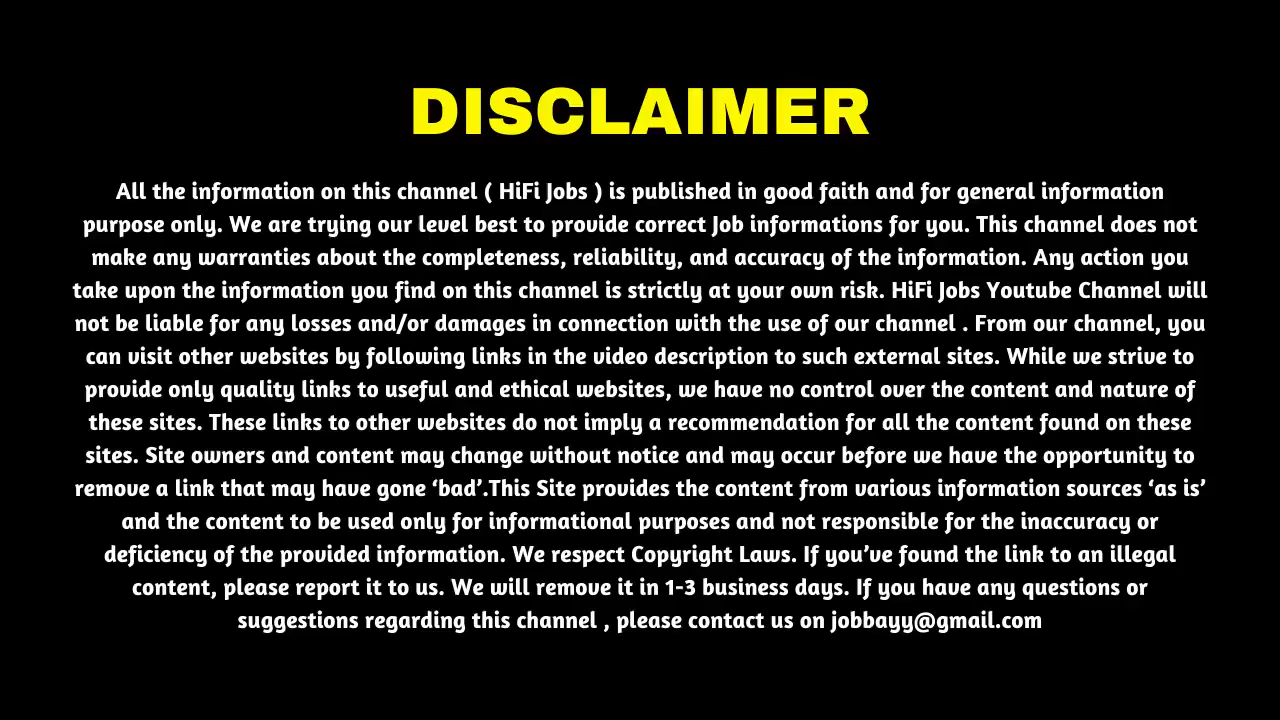 DISCLAIMER
All the information on this channel ( HiFi Jobs ) is published in good faith and for general information
purpose only. We are trying our level best to provide correct Job informations for you. This channel does not
make any warranties about the completeness, reliability, and accuracy of the information. Any action you
take upon the information you find on this channel is strictly at your own risk. HiFi Jobs Youtube Channel will
not be liable for any losses and/or damages in connection with the use of our channel . From our channel, you
can visit other websites by following links in the video description to such external sites. While we strive to
provide only quality links to useful and ethical websites, we have no control over the content and nature of
these sites. These links to other websites do not imply a recommendation for all the content found on these
sites. Site owners and content may change without notice and may occur before we have the opportunity to
remove a link that may have gone ‘bad’.This Site provides the content from various information sources ‘as is’
and the content to be used only for informational purposes and not responsible for the inaccuracy or
deficiency of the provided information. We respect Copyright Laws. If you’ve found the link to an illegal
content, please report it to us. We will remove it in 1-3 business days. If you have any questions or
suggestions regarding this channel , please contact us on jobbayy@gmail.com